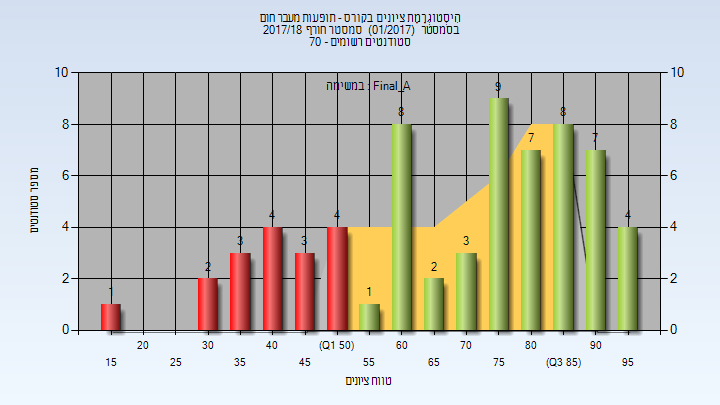 היסטוגרמת ציונים בקורס - תופעות מעבר חום
בסמסטר (01/2017) סמסטר חורף 2017/18
סטודנטים רשומים - 70
במשימה : Final_A
מספר סטודנטים
10 10
8 8
6 6
4 4
2 2
0 0
1 2 3 4 3 4 1 8 2 3 9 7 8 7 4
20 30 40 (Q1 50) 60 70 80 90
15 25 35 45 55 65 75 (Q3 85) 95
טווח ציונים